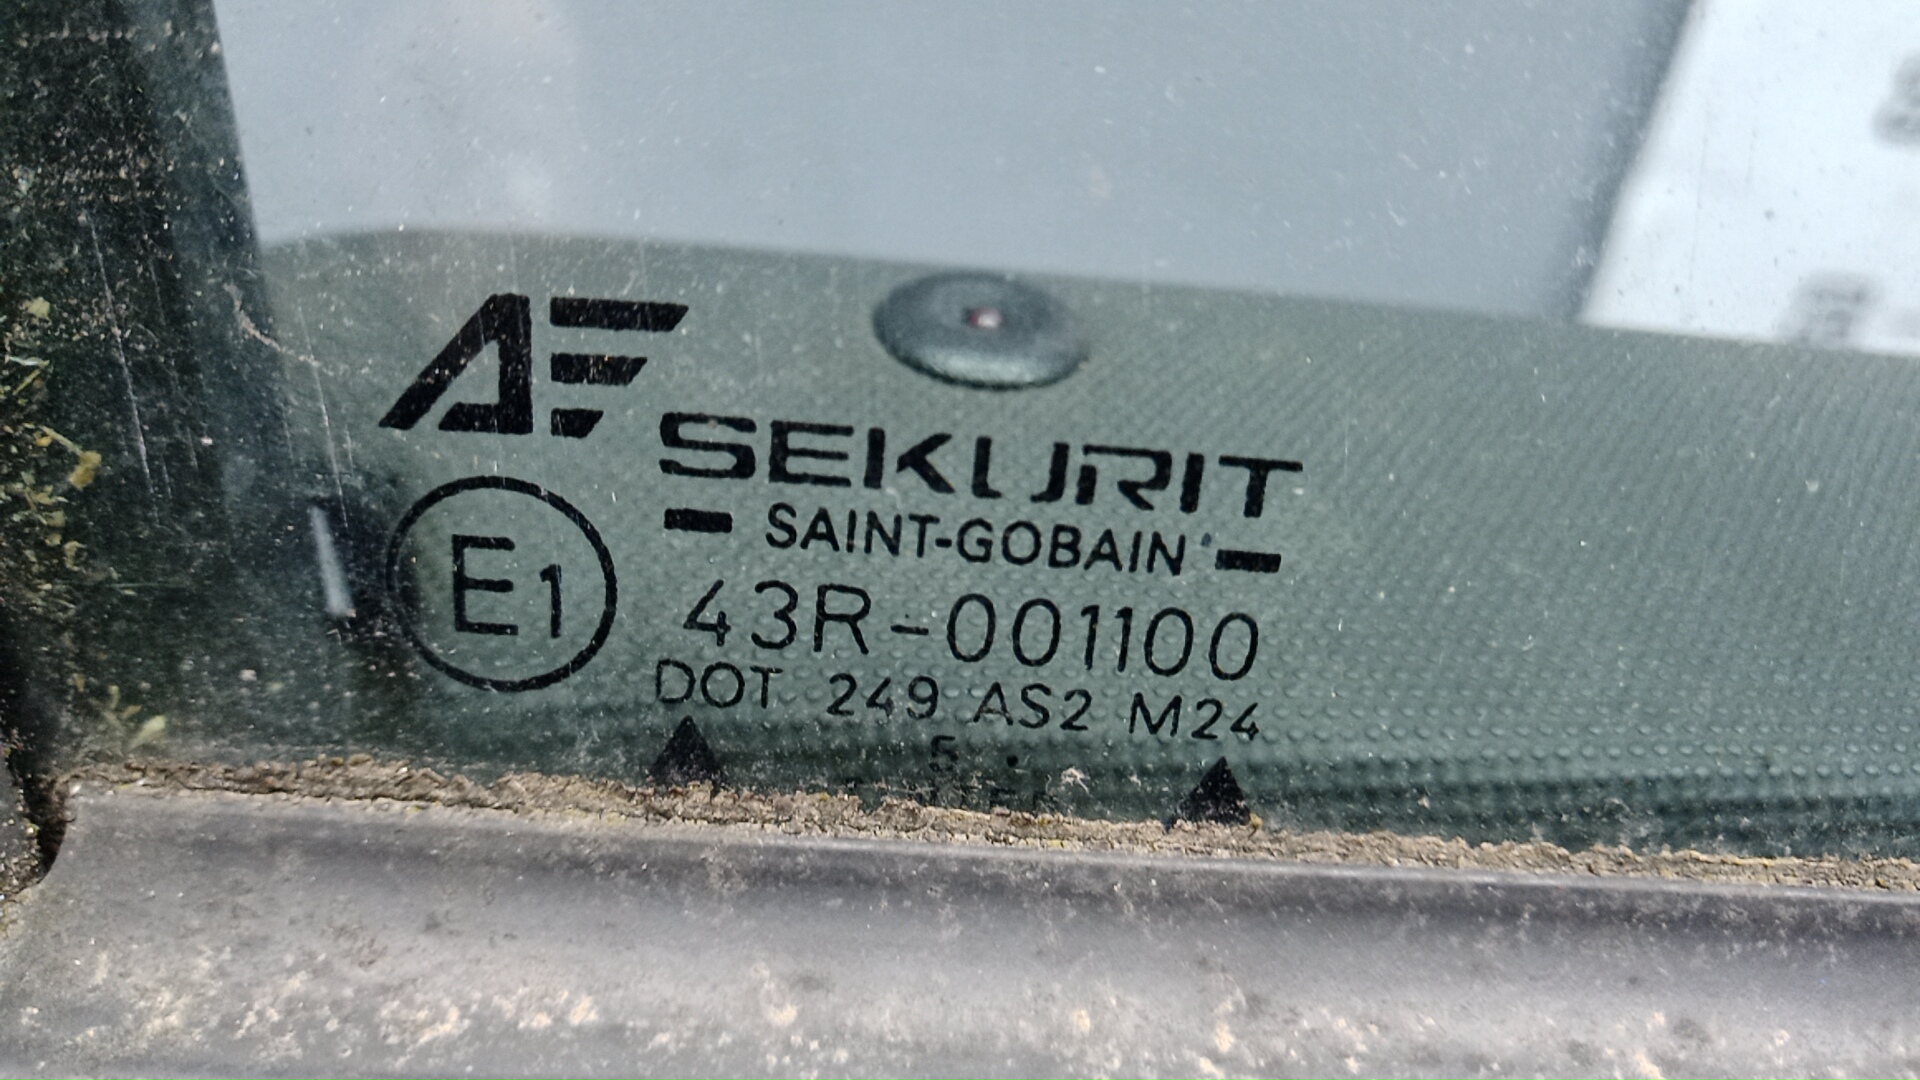 AF
SEKURIT
- SAINT-GOBAIN -
E1
43R-001100
DOT 249 AS2 M24
5 .